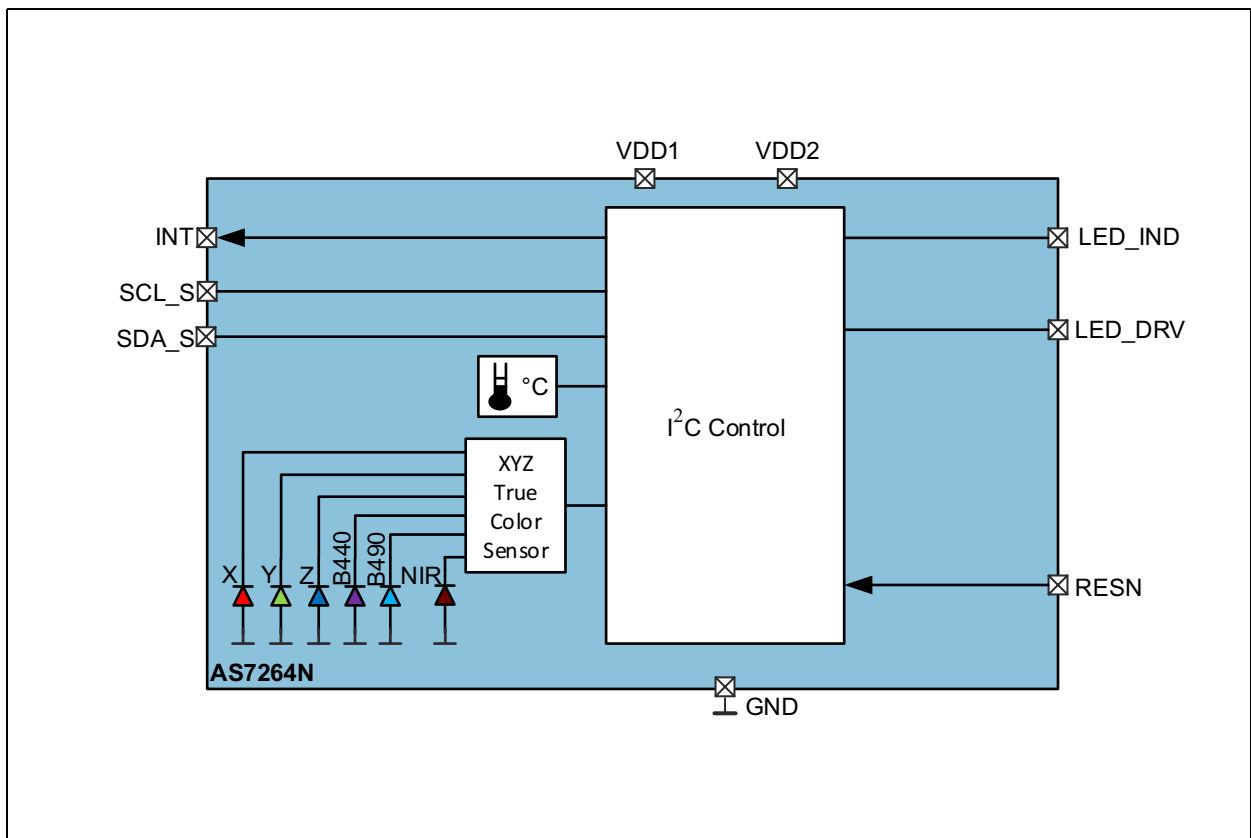 VDD1
VDD2
INT
LED_IND
SCL_S
SDA_S
LED_DRV
°C
I²C Control
XYZ
True
Color
Sensor
X
Y
Z
B440
B490
NIR
RESN
AS7264N
GND